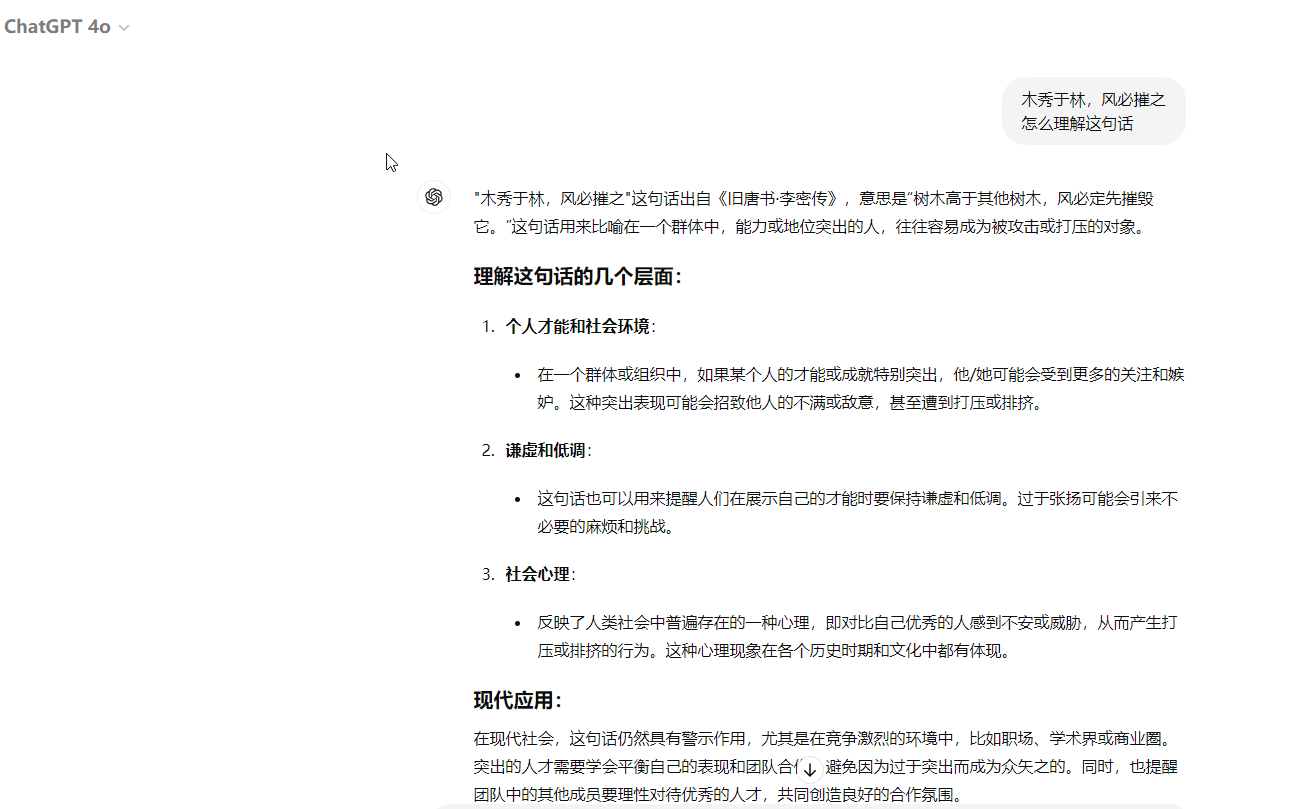 ChatGPT 4o
木秀于林，风必摧之
怎么理解这句话
"木秀于林，风必摧之"这句话出自《旧唐书·李密传》，意思是“树木高于其他树木，风必定先摧毁
它。”这句话用来比喻在一个群体中，能力或地位突出的人，往往容易成为被攻击或打压的对象。
理解这句话的几个层面：
1. 个人才能和社会环境：
• 在一个群体或组织中，如果某个人的才能或成就特别突出，他/她可能会受到更多的关注和嫉
妒。这种突出表现可能会招致他人的不满或敌意，甚至遭到打压或排挤。
2. 谦虚和低调：
• 这句话也可以用来提醒人们在展示自己的才能时要保持谦虚和低调。过于张扬可能会引来不
必要的麻烦和挑战。
3. 社会心理：
• 反映了人类社会中普遍存在的一种心理，即对比自己优秀的人感到不安或威胁，从而产生打
压或排挤的行为。这种心理现象在各个历史时期和文化中都有体现。
现代应用：
在现代社会，这句话仍然具有警示作用，尤其是在竞争激烈的环境中，比如职场、学术界或商业圈。
突出的人才需要学会平衡自己的表现和团队合 避免因为过于突出而成为众矢之的。同时，也提醒
团队中的其他成员要理性对待优秀的人才，共同创造良好的合作氛围。